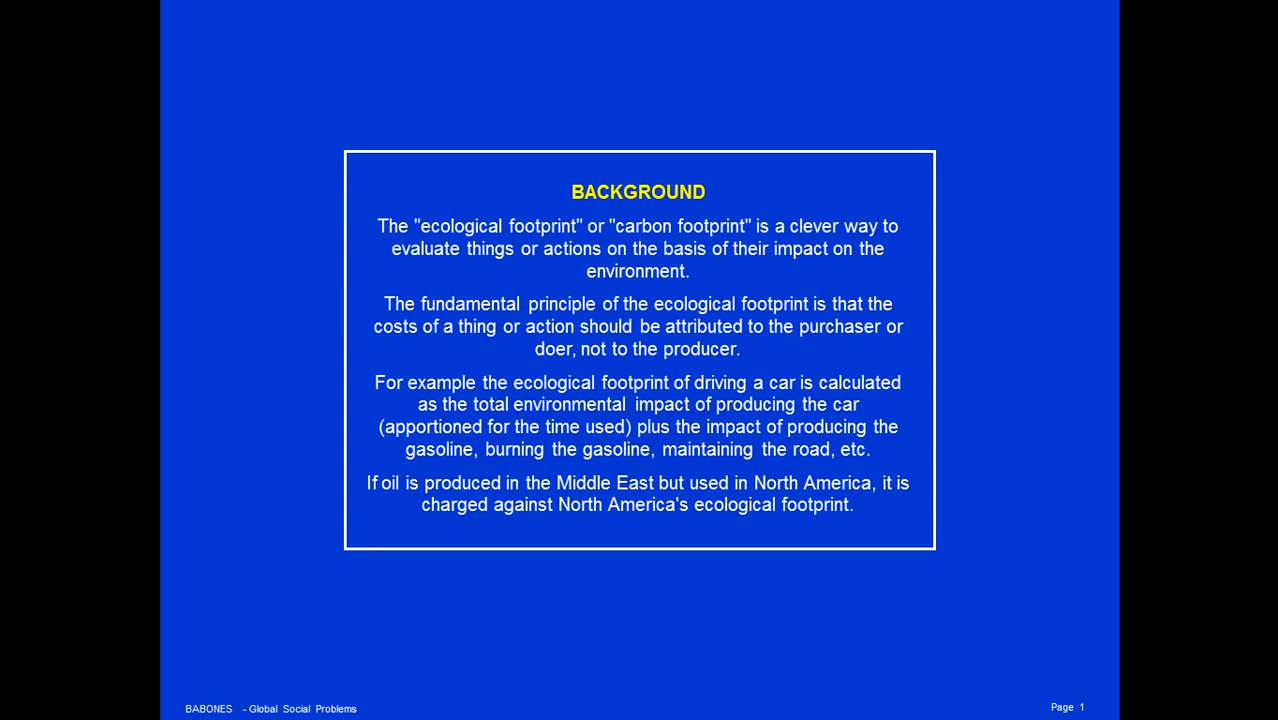 BACKGROUND
The "ecological footprint" or "carbon footprint" is a clever way to
evaluate things or actions on the basis of their impact on the
environment.
The fundamental principle of the ecological footprint is that the
costs of a thing or action should be attributed to the purchaser or
doer, not to the producer.
For example the ecological footprint of driving a car is calculated
as the total environmental impact of producing the car
(apportioned for the time used) plus the impact of producing the
gasoline, burning the gasoline, maintaining the road, etc.
If oil is produced in the Middle East but used in North America, it is
charged against North America's ecological footprint.
BABONES - Global Social Problems
Page 1